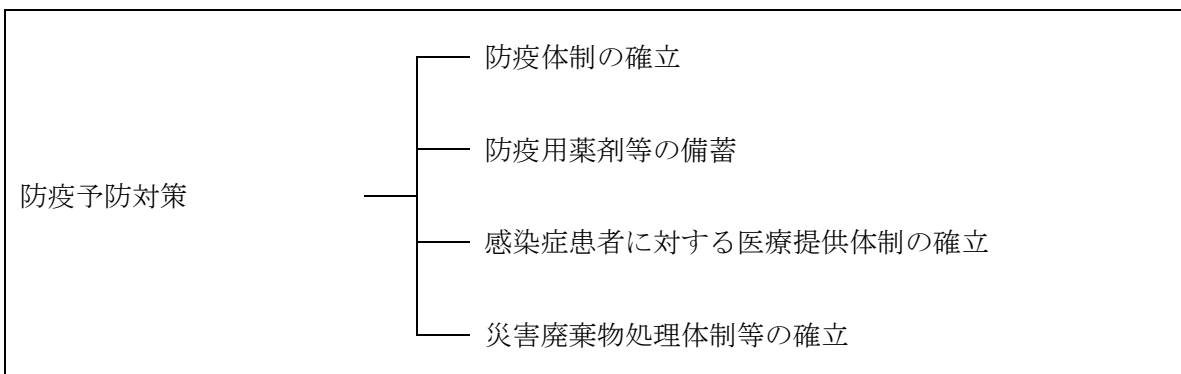 防疫体制の確立
防疫用薬剤等の備蓄
防疫予防対策
感染症患者に対する医療提供体制の確立
災害廃棄物処理体制等の確立